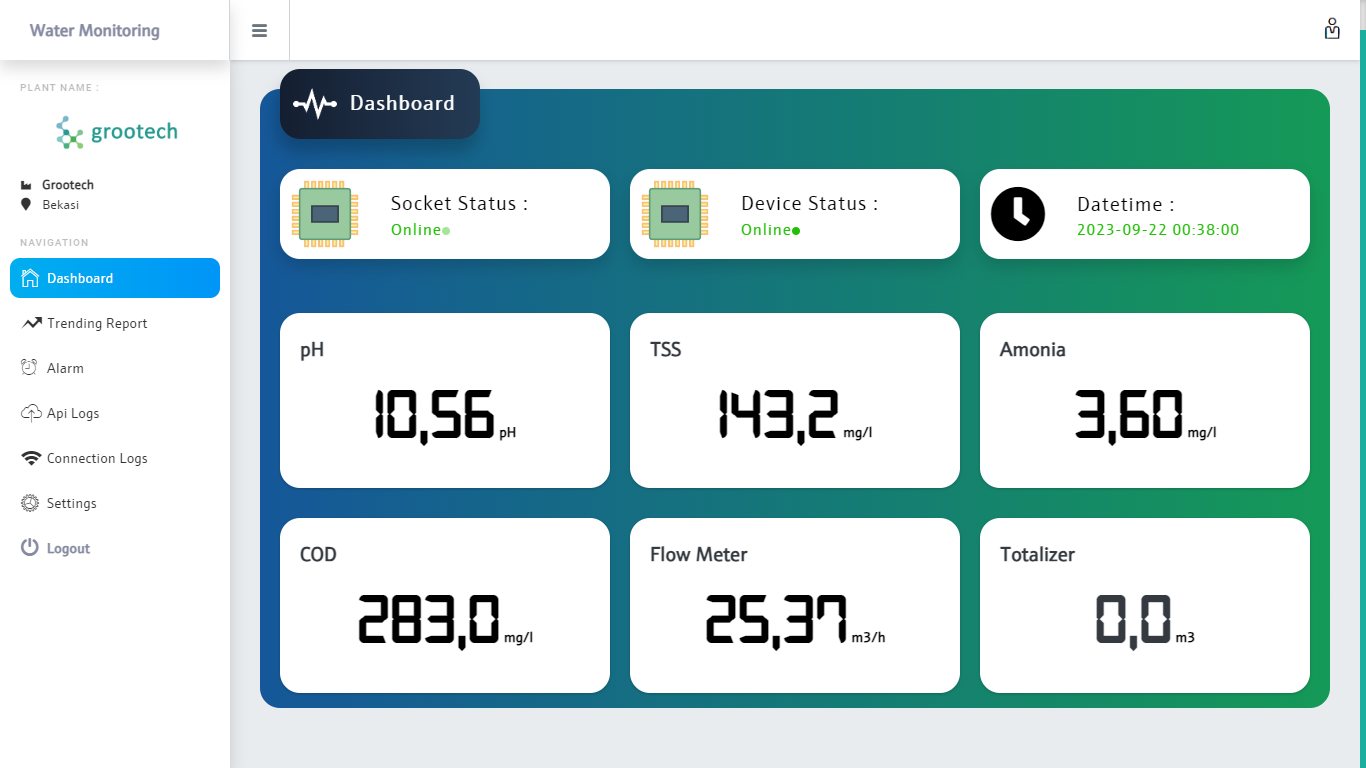 Water Monitoring
PLANT NAME :
grootech
Grootech
Bekasi
NAVIGATION
Dashboard
Trending Report
Alarm
Api Logs
Connection Logs
Settings
Logout
Dashboard
Socket Status :
Online
Device Status :
Online
Datetime :
2023-09-22 00:38:00
pH
10,56 pH
TSS
143,2 mg/l
Amonia
3,60 mg/l
COD
283,0 mg/l
Flow Meter
25,37 m3/h
Totalizer
0,0 m3